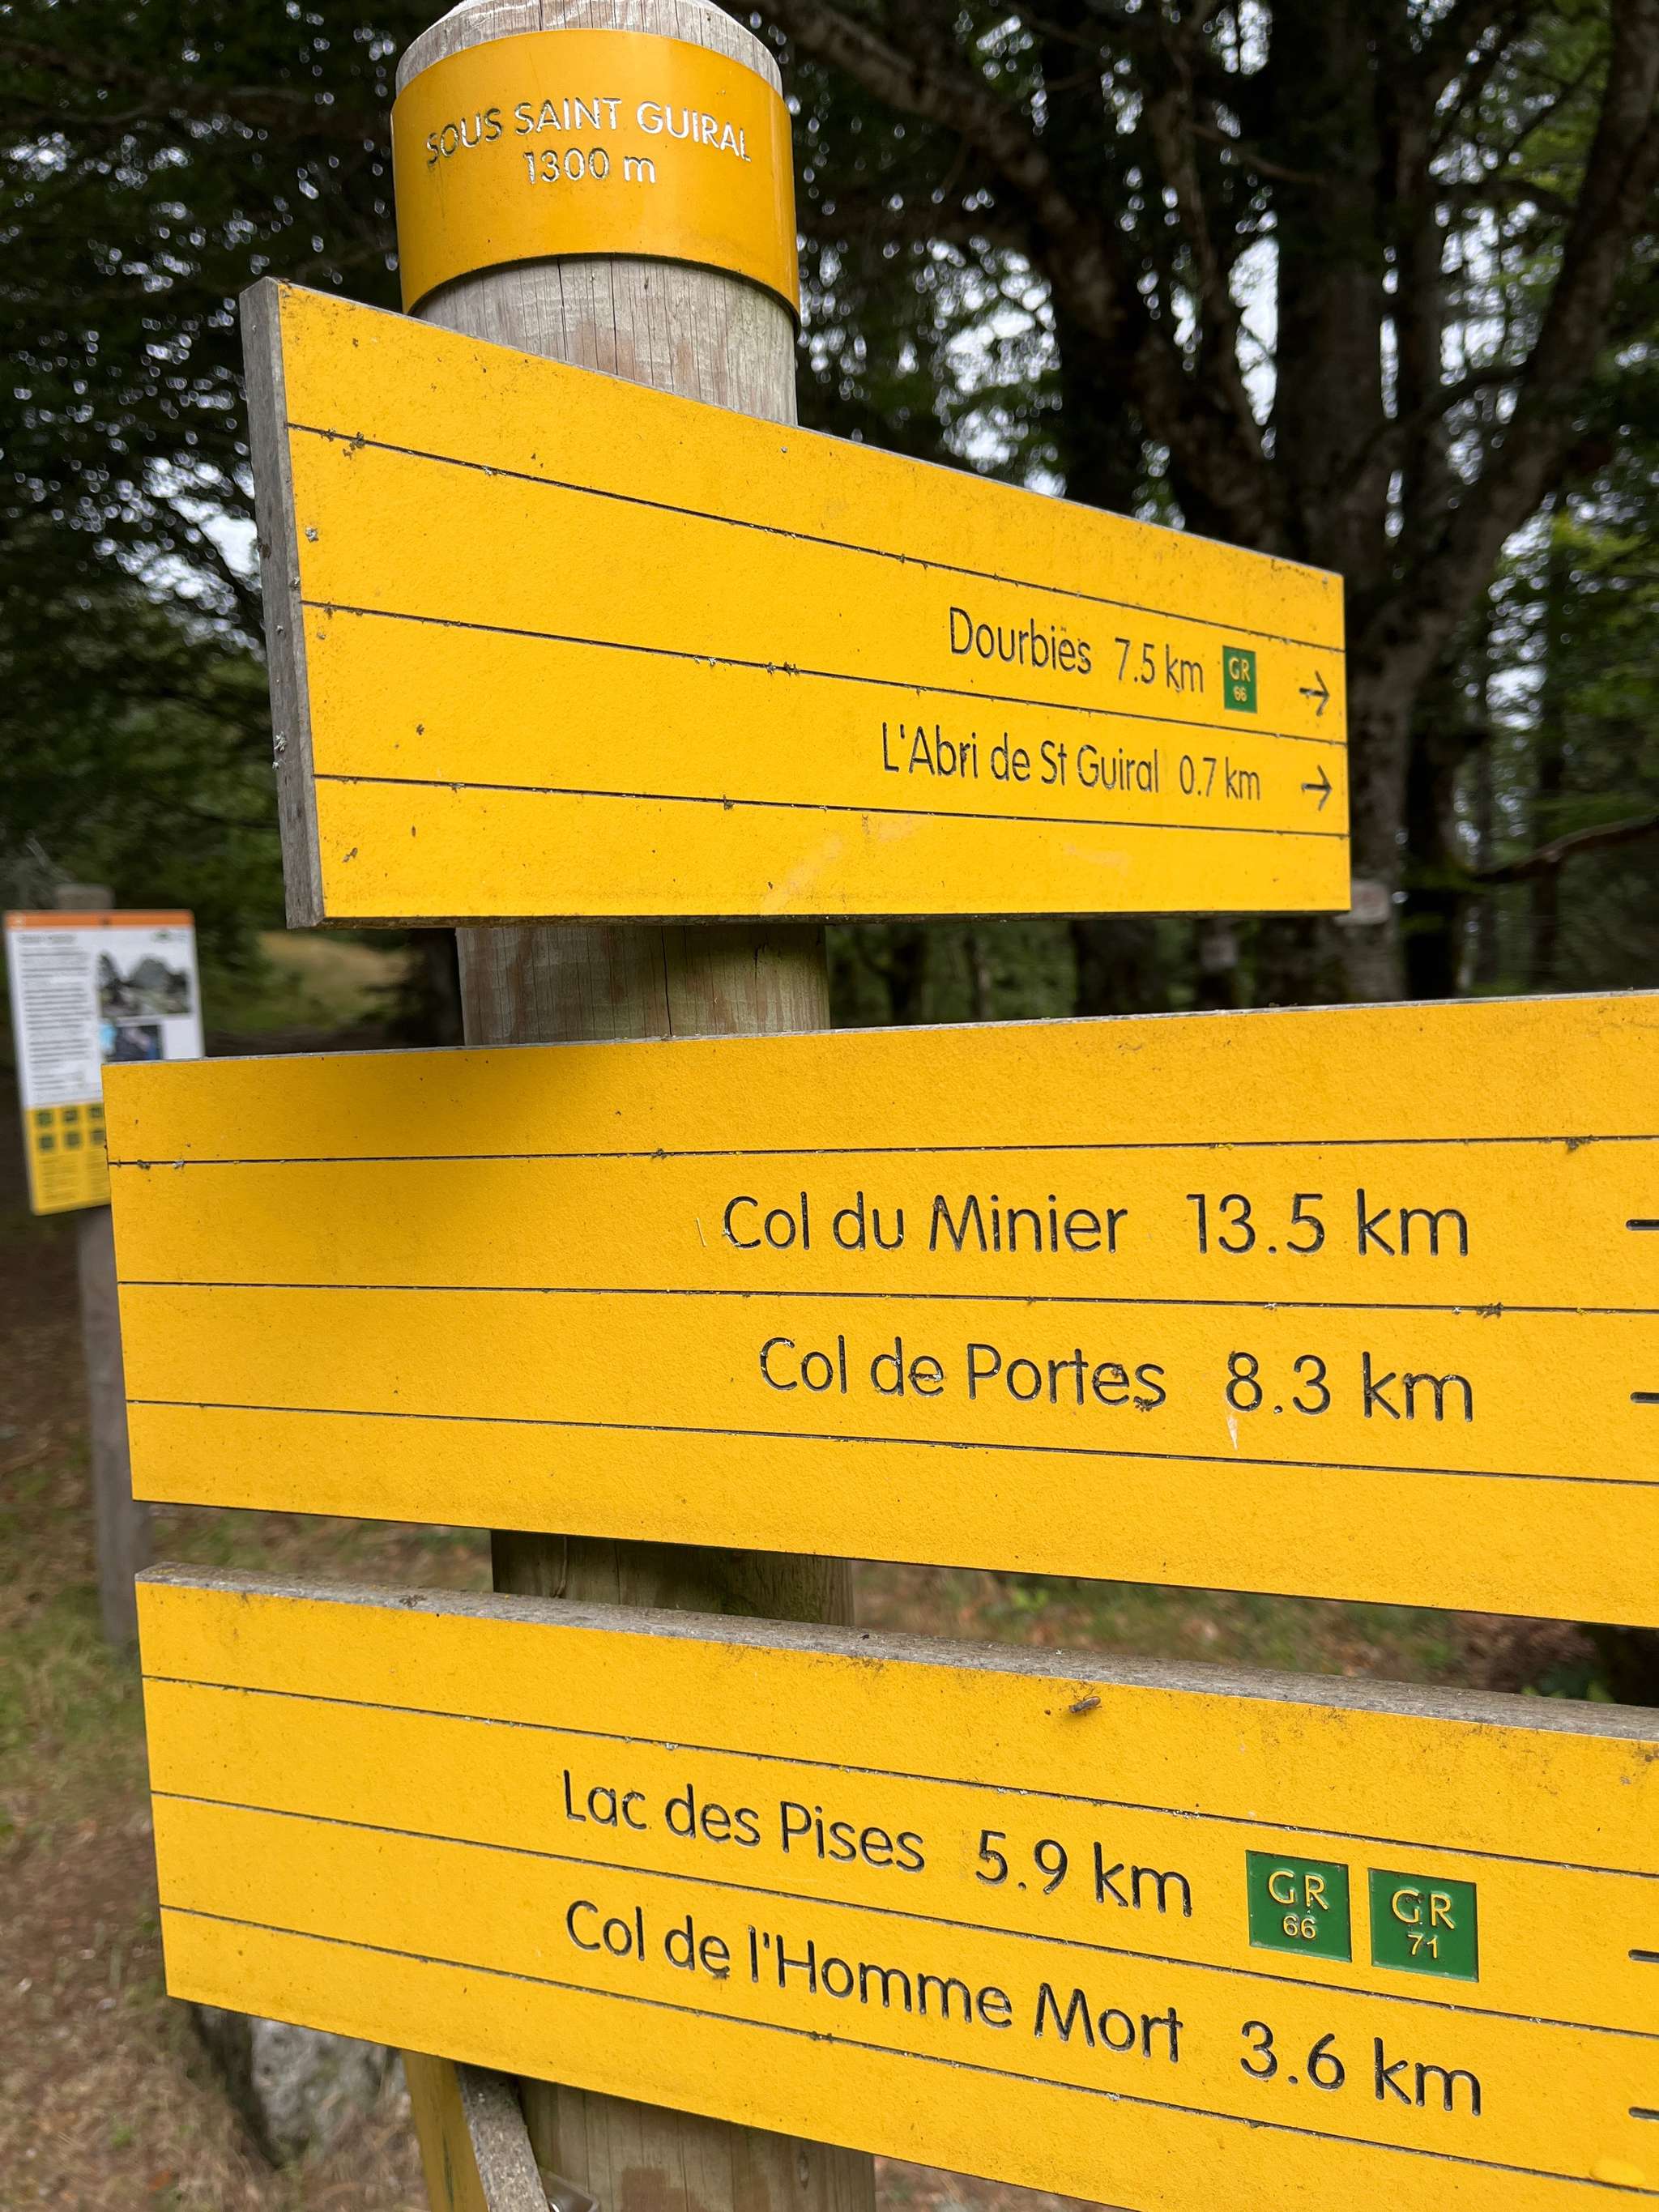 SOUS SAINT GUIRAL
1300 m
Dourbies 7.5 km GR 66 →
L'Abri de St Guiral 0.7 km →
Col du Minier 13.5 km
Col de Portes 8.3 km
Lac des Pises 5.9 km GR 66 GR 71
Col de l'Homme Mort 3.6 km